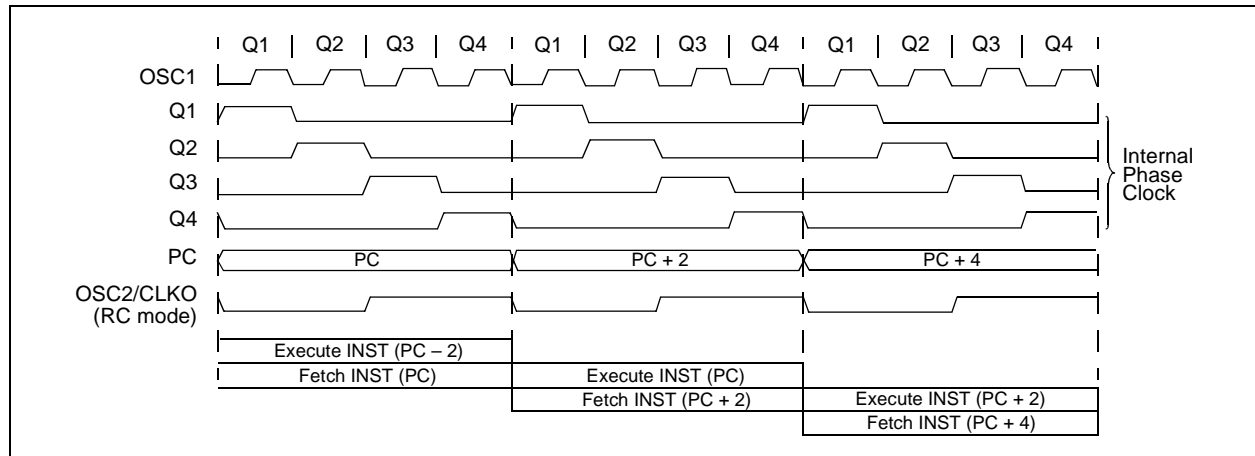 Q1 Q2 Q3 Q4 Q1 Q2 Q3 Q4 Q1 Q2 Q3 Q4
OSC1
Q1
Q2
Q3
Q4
Internal
Phase
Clock
PC PC PC + 2 PC + 4
OSC2/CLKO
(RC mode)
Execute INST (PC – 2)
Fetch INST (PC) Execute INST (PC)
Fetch INST (PC + 2) Execute INST (PC + 2)
Fetch INST (PC + 4)